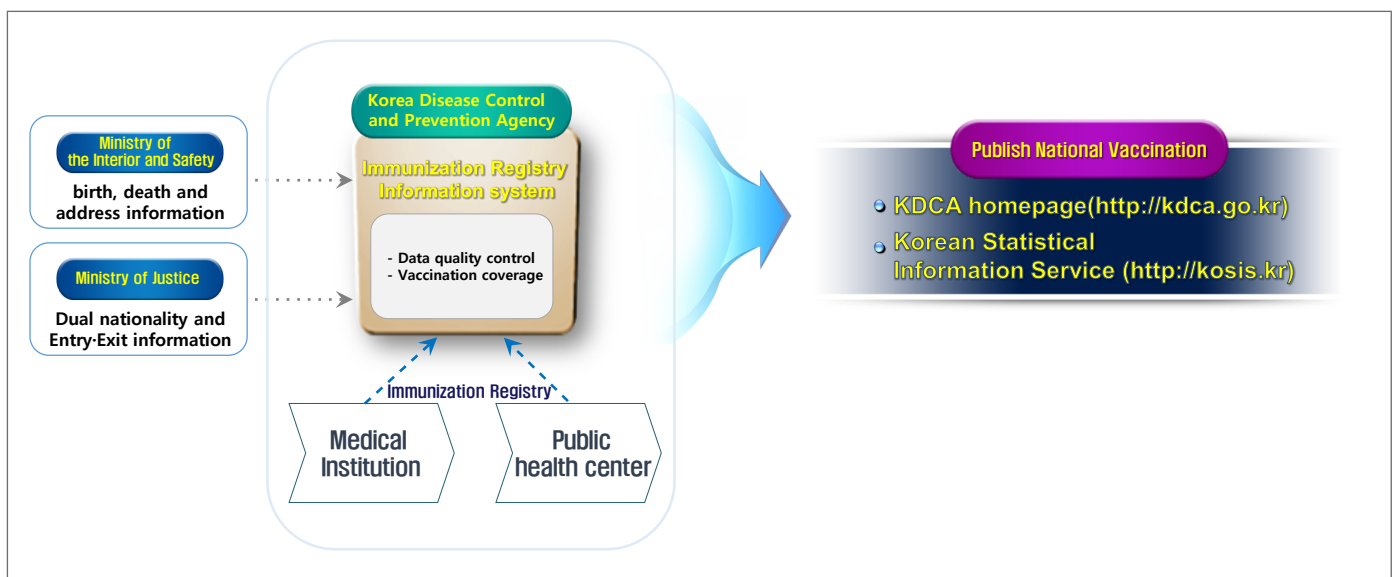 Ministry of
the Interior and Safety
birth, death and
address information
Ministry of Justice
Dual nationality and
Entry·Exit information
Korea Disease Control
and Prevention Agency
Immunization Registry
Information system
- Data quality control
- Vaccination coverage
Immunization Registry
Medical
Institution
Public
health center
Publish National Vaccination
KDCA homepage(http://kdca.go.kr)
Korean Statistical
Information Service (http://kosis.kr)